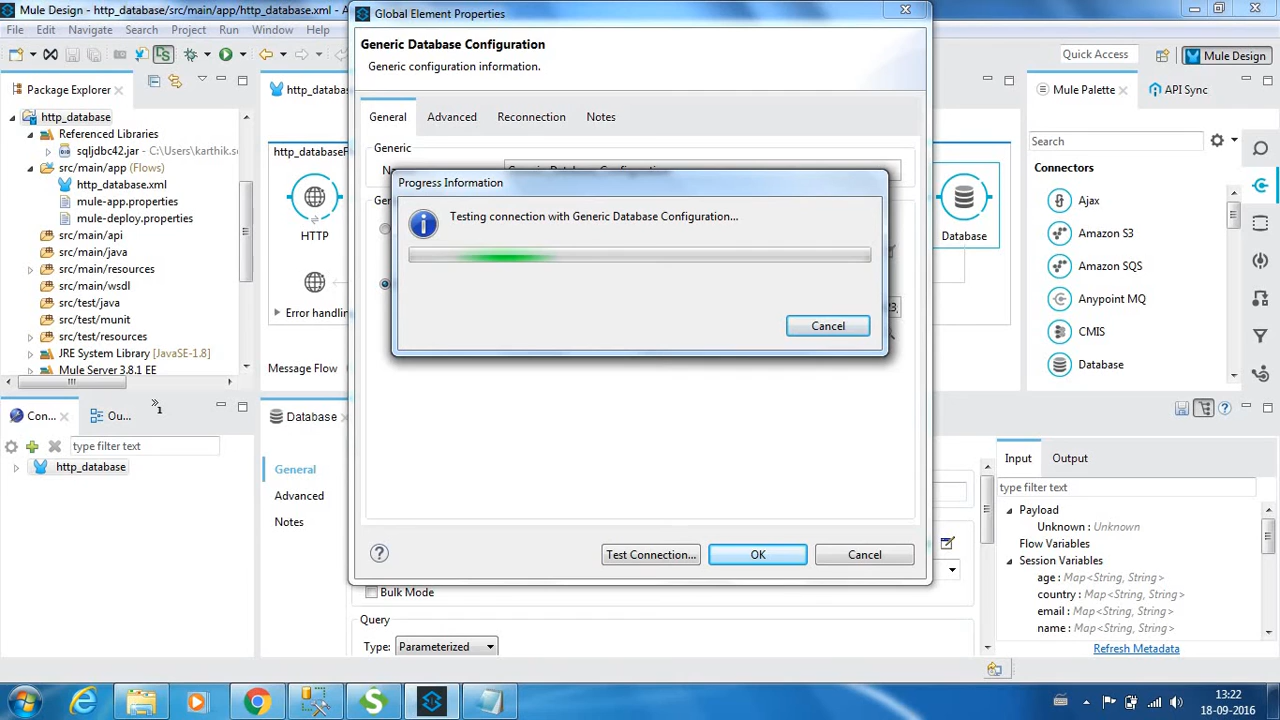 Mule Design - http_database/src/main/app/http_database.xml - A
File Edit Navigate Search Project Run Window Help
Global Element Properties
Generic Database Configuration
Generic configuration information.
General Advanced Reconnection Notes
Generic
Progress Information
Testing connection with Generic Database Configuration...
Cancel
Test Connection... OK Cancel
Quick Access
Mule Design
Package Explorer
http_database
Referenced Libraries
sqljdbc42.jar - C:\Users\karthik.s
src/main/app (Flows)
http_database.xml
mule-app.properties
mule-deploy.properties
src/main/api
src/main/java
src/main/resources
src/main/wsdl
src/test/java
src/test/munit
src/test/resources
JRE System Library [JavaSE-1.8]
Mule Server 3.8.1 EE
http_database
http_databaseF
HTTP
Error handlin
Message Flow
Database
Mule Palette
API Sync
Search
Connectors
Ajax
Amazon S3
Amazon SQS
Anypoint MQ
CMIS
Database
Con...
Ou...
1
type filter text
http_database
Database
General
Advanced
Notes
Bulk Mode
Query
Type: Parameterized
Input Output
type filter text
Payload
Unknown : Unknown
Flow Variables
Session Variables
age : Map<String, String>
country : Map<String, String>
email : Map<String, String>
name : Map<String, String>
Refresh Metadata
13:22
18-09-2016